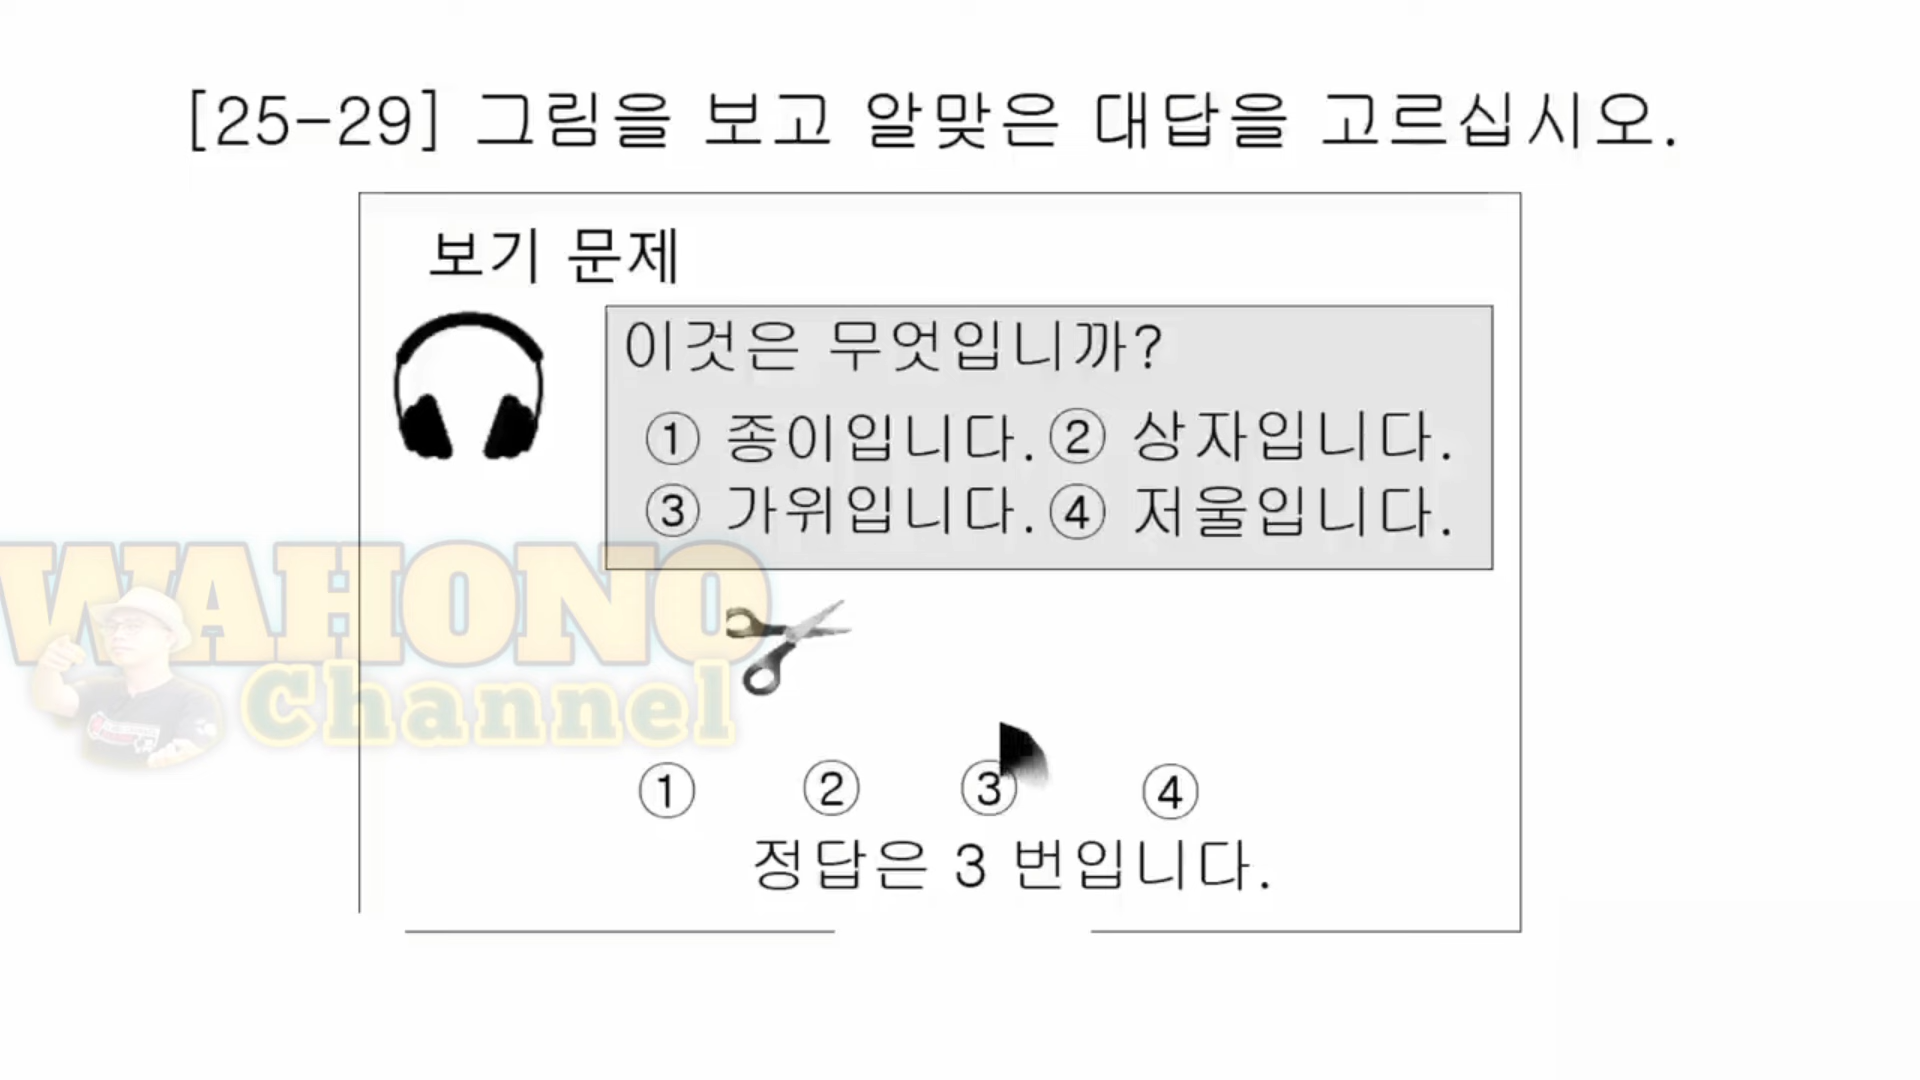 [25-29] 그림을 보고 알맞은 대답을 고르십시오.
보기 문제
이것은 무엇입니까?
① 종이입니다. ② 상자입니다.
③ 가위입니다. ④ 저울입니다.
WAHONO
Channel
① ② ③ ④
정답은 3 번입니다.